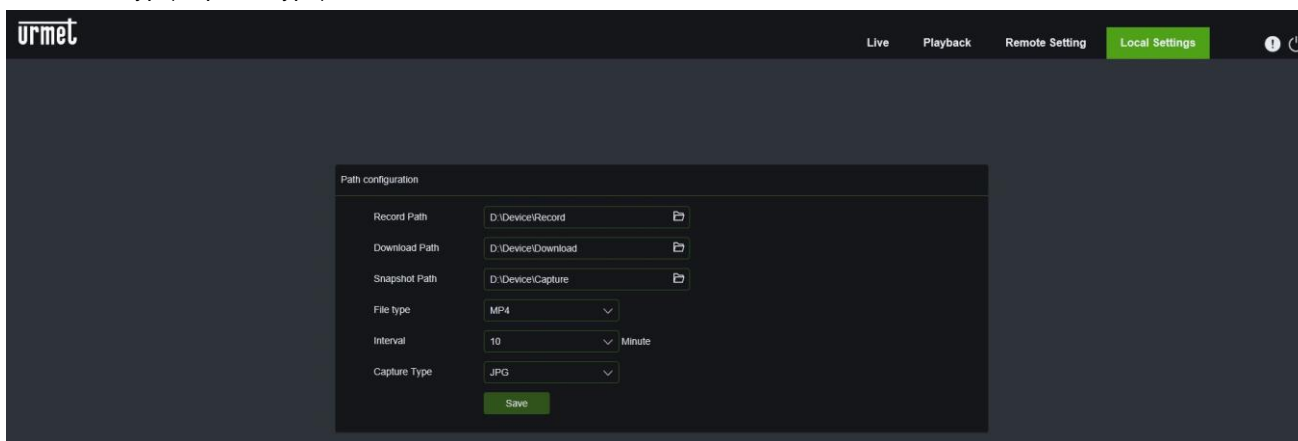 urmet
Live Playback Remote Setting Local Settings
Path configuration
Record Path D:\Device\Record
Download Path D:\Device\Download
Snapshot Path D:\Device\Capture
File type MP4
Interval 10 Minute
Capture Type JPG
Save